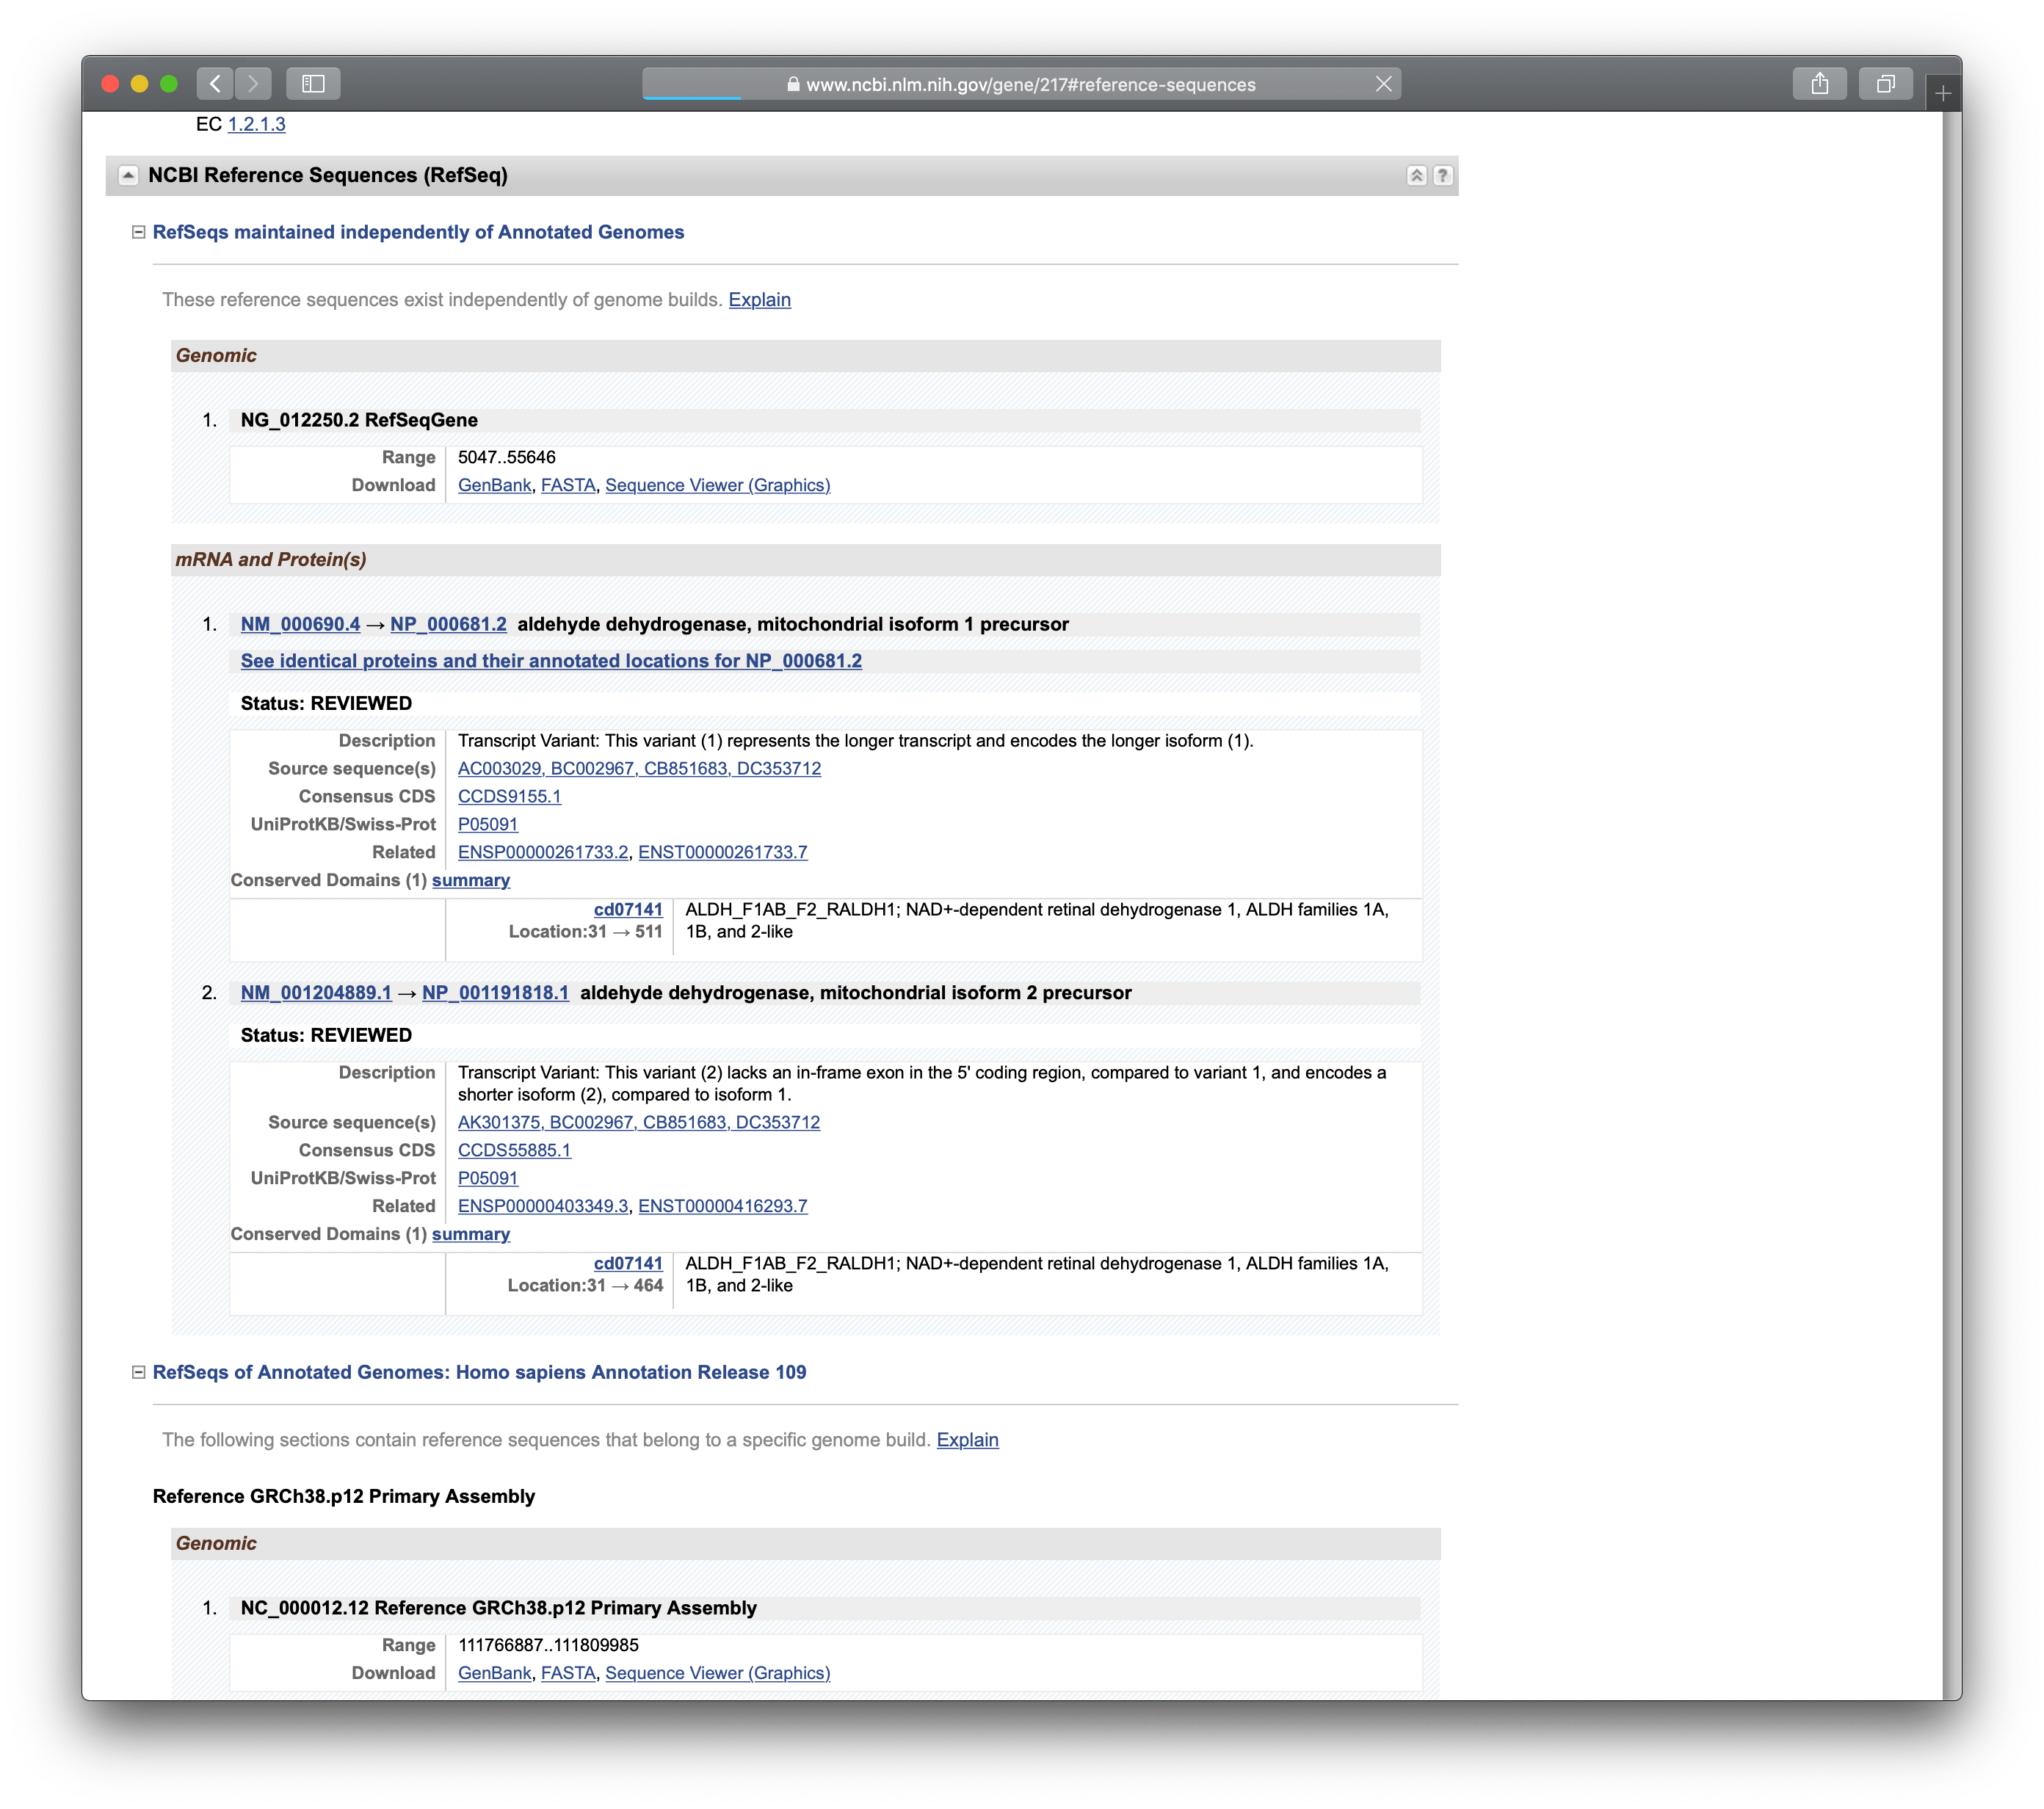 www.ncbi.nlm.nih.gov/gene/217#reference-sequences
EC 1.2.1.3
NCBI Reference Sequences (RefSeq)
?
RefSeqs maintained independently of Annotated Genomes
These reference sequences exist independently of genome builds. Explain
Genomic
1. NG_012250.2 RefSeqGene
Range 5047..55646
Download GenBank, FASTA, Sequence Viewer (Graphics)
mRNA and Protein(s)
1. NM_000690.4 → NP_000681.2 aldehyde dehydrogenase, mitochondrial isoform 1 precursor
See identical proteins and their annotated locations for NP_000681.2
Status: REVIEWED
Description Transcript Variant: This variant (1) represents the longer transcript and encodes the longer isoform (1).
Source sequence(s) AC003029, BC002967, CB851683, DC353712
Consensus CDS CCDS9155.1
UniProtKB/Swiss-Prot P05091
Related ENSP00000261733.2, ENST00000261733.7
Conserved Domains (1) summary
cd07141 ALDH_F1AB_F2_RALDH1; NAD+-dependent retinal dehydrogenase 1, ALDH families 1A,
Location:31 → 511 1B, and 2-like
2. NM_001204889.1 → NP_001191818.1 aldehyde dehydrogenase, mitochondrial isoform 2 precursor
Status: REVIEWED
Description Transcript Variant: This variant (2) lacks an in-frame exon in the 5' coding region, compared to variant 1, and encodes a
shorter isoform (2), compared to isoform 1.
Source sequence(s) AK301375, BC002967, CB851683, DC353712
Consensus CDS CCDS55885.1
UniProtKB/Swiss-Prot P05091
Related ENSP00000403349.3, ENST00000416293.7
Conserved Domains (1) summary
cd07141 ALDH_F1AB_F2_RALDH1; NAD+-dependent retinal dehydrogenase 1, ALDH families 1A,
Location:31 → 464 1B, and 2-like
RefSeqs of Annotated Genomes: Homo sapiens Annotation Release 109
The following sections contain reference sequences that belong to a specific genome build. Explain
Reference GRCh38.p12 Primary Assembly
Genomic
1. NC_000012.12 Reference GRCh38.p12 Primary Assembly
Range 111766887..111809985
Download GenBank, FASTA, Sequence Viewer (Graphics)